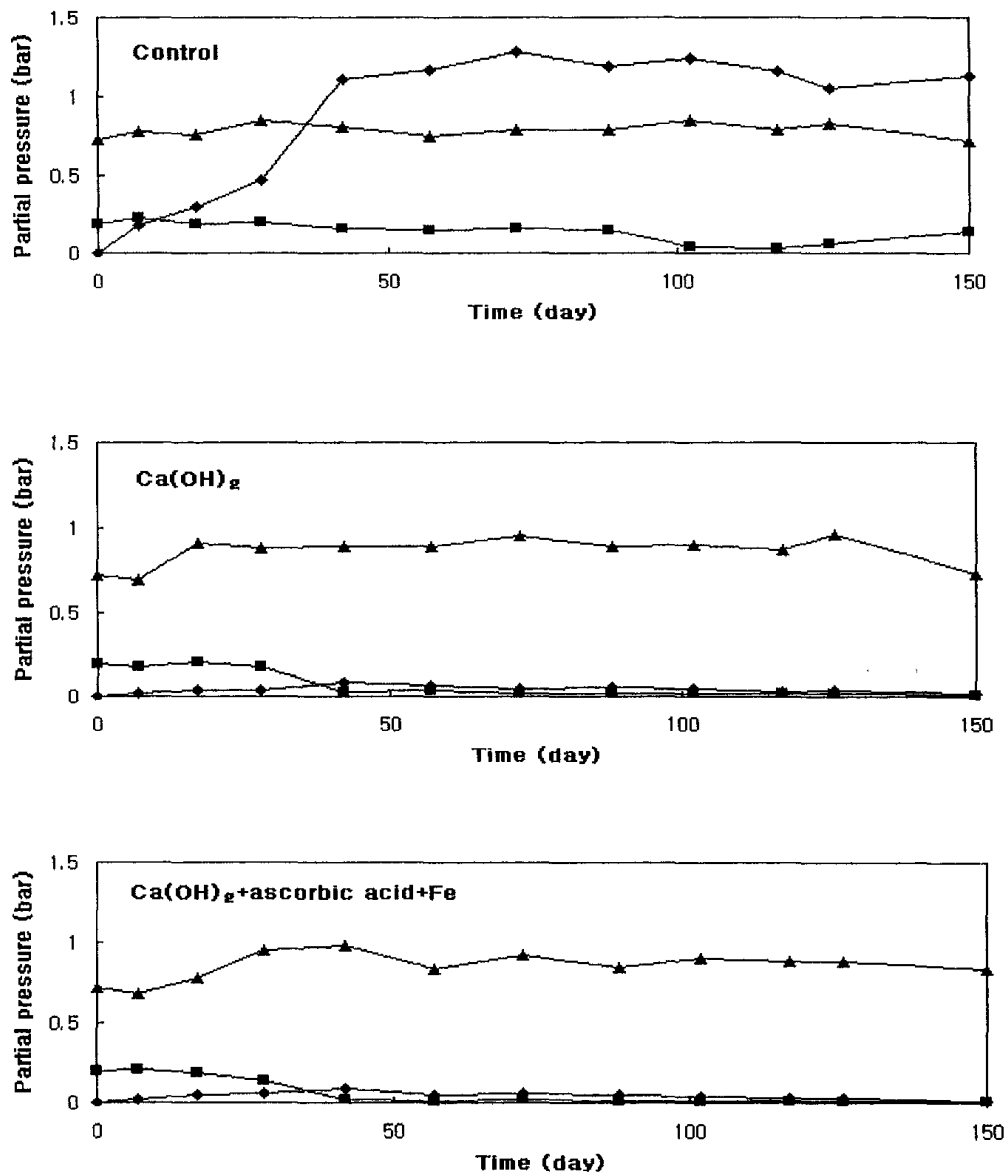 Control
Partial pressure (bar)
1.5
1
0.5
0
0 50 100 150
Time (day)
Ca(OH)₂
Partial pressure (bar)
1.5
1
0.5
0
0 50 100 150
Time (day)
Ca(OH)₂+ascorbic acid+Fe
Partial pressure (bar)
1.5
1
0.5
0
0 50 100 150
Time (day)